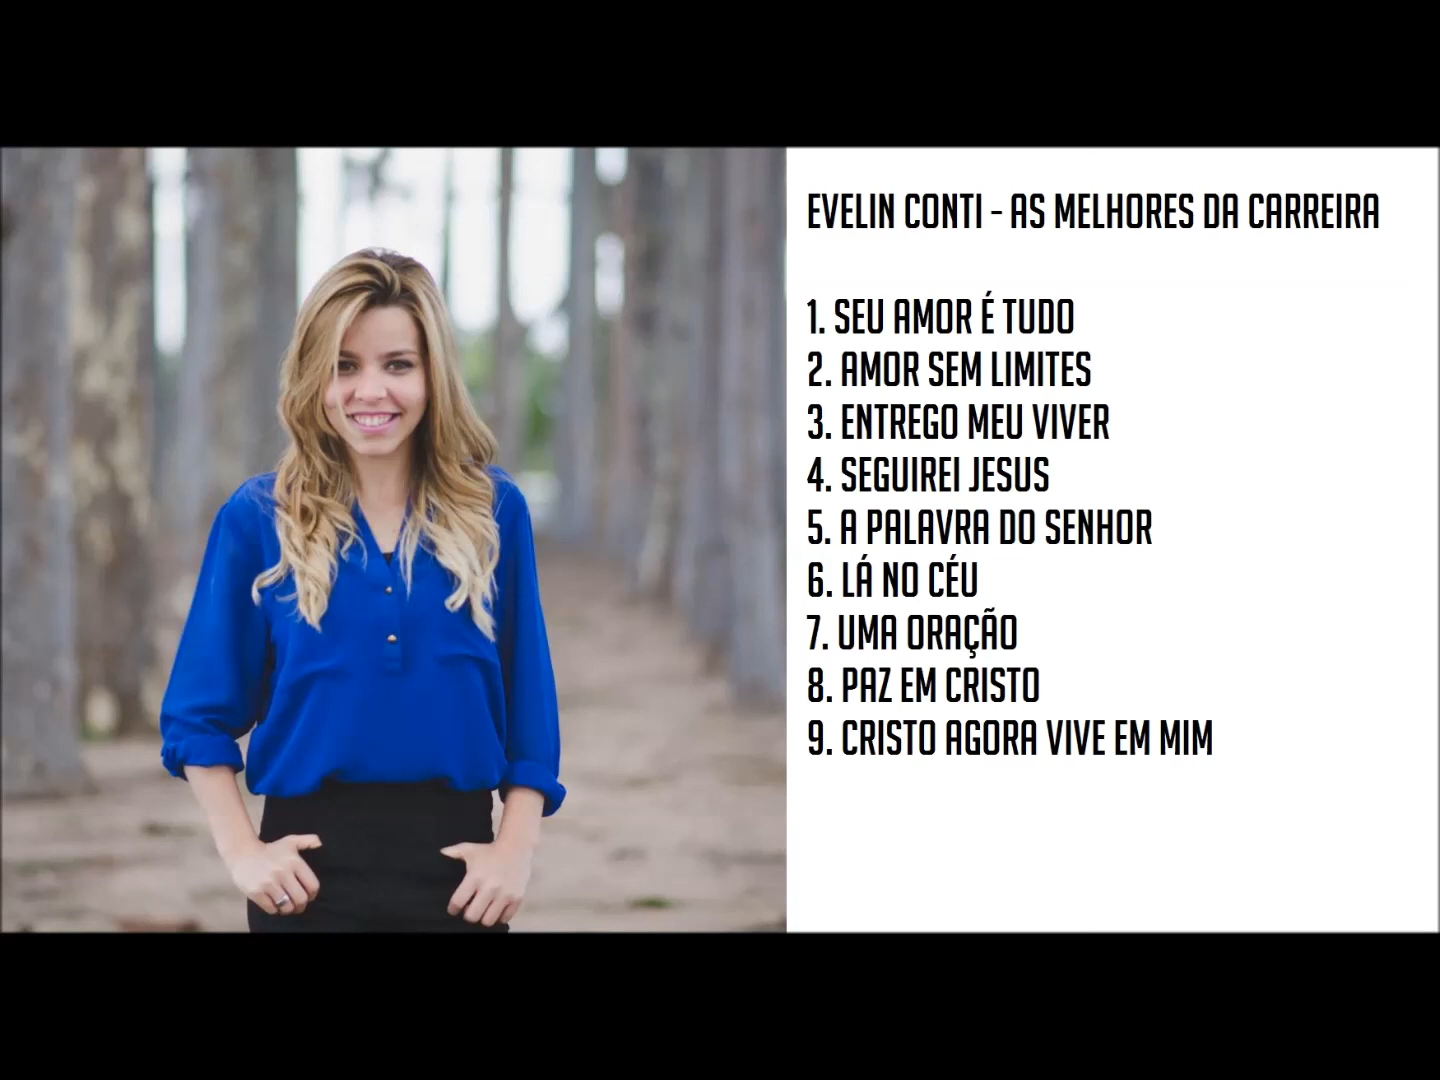 EVELIN CONTI - AS MELHORES DA CARREIRA
1. SEU AMOR É TUDO
2. AMOR SEM LIMITES
3. ENTREGO MEU VIVER
4. SEGUIREI JESUS
5. A PALAVRA DO SENHOR
6. LÁ NO CÉU
7. UMA ORAÇÃO
8. PAZ EM CRISTO
9. CRISTO AGORA VIVE EM MIM